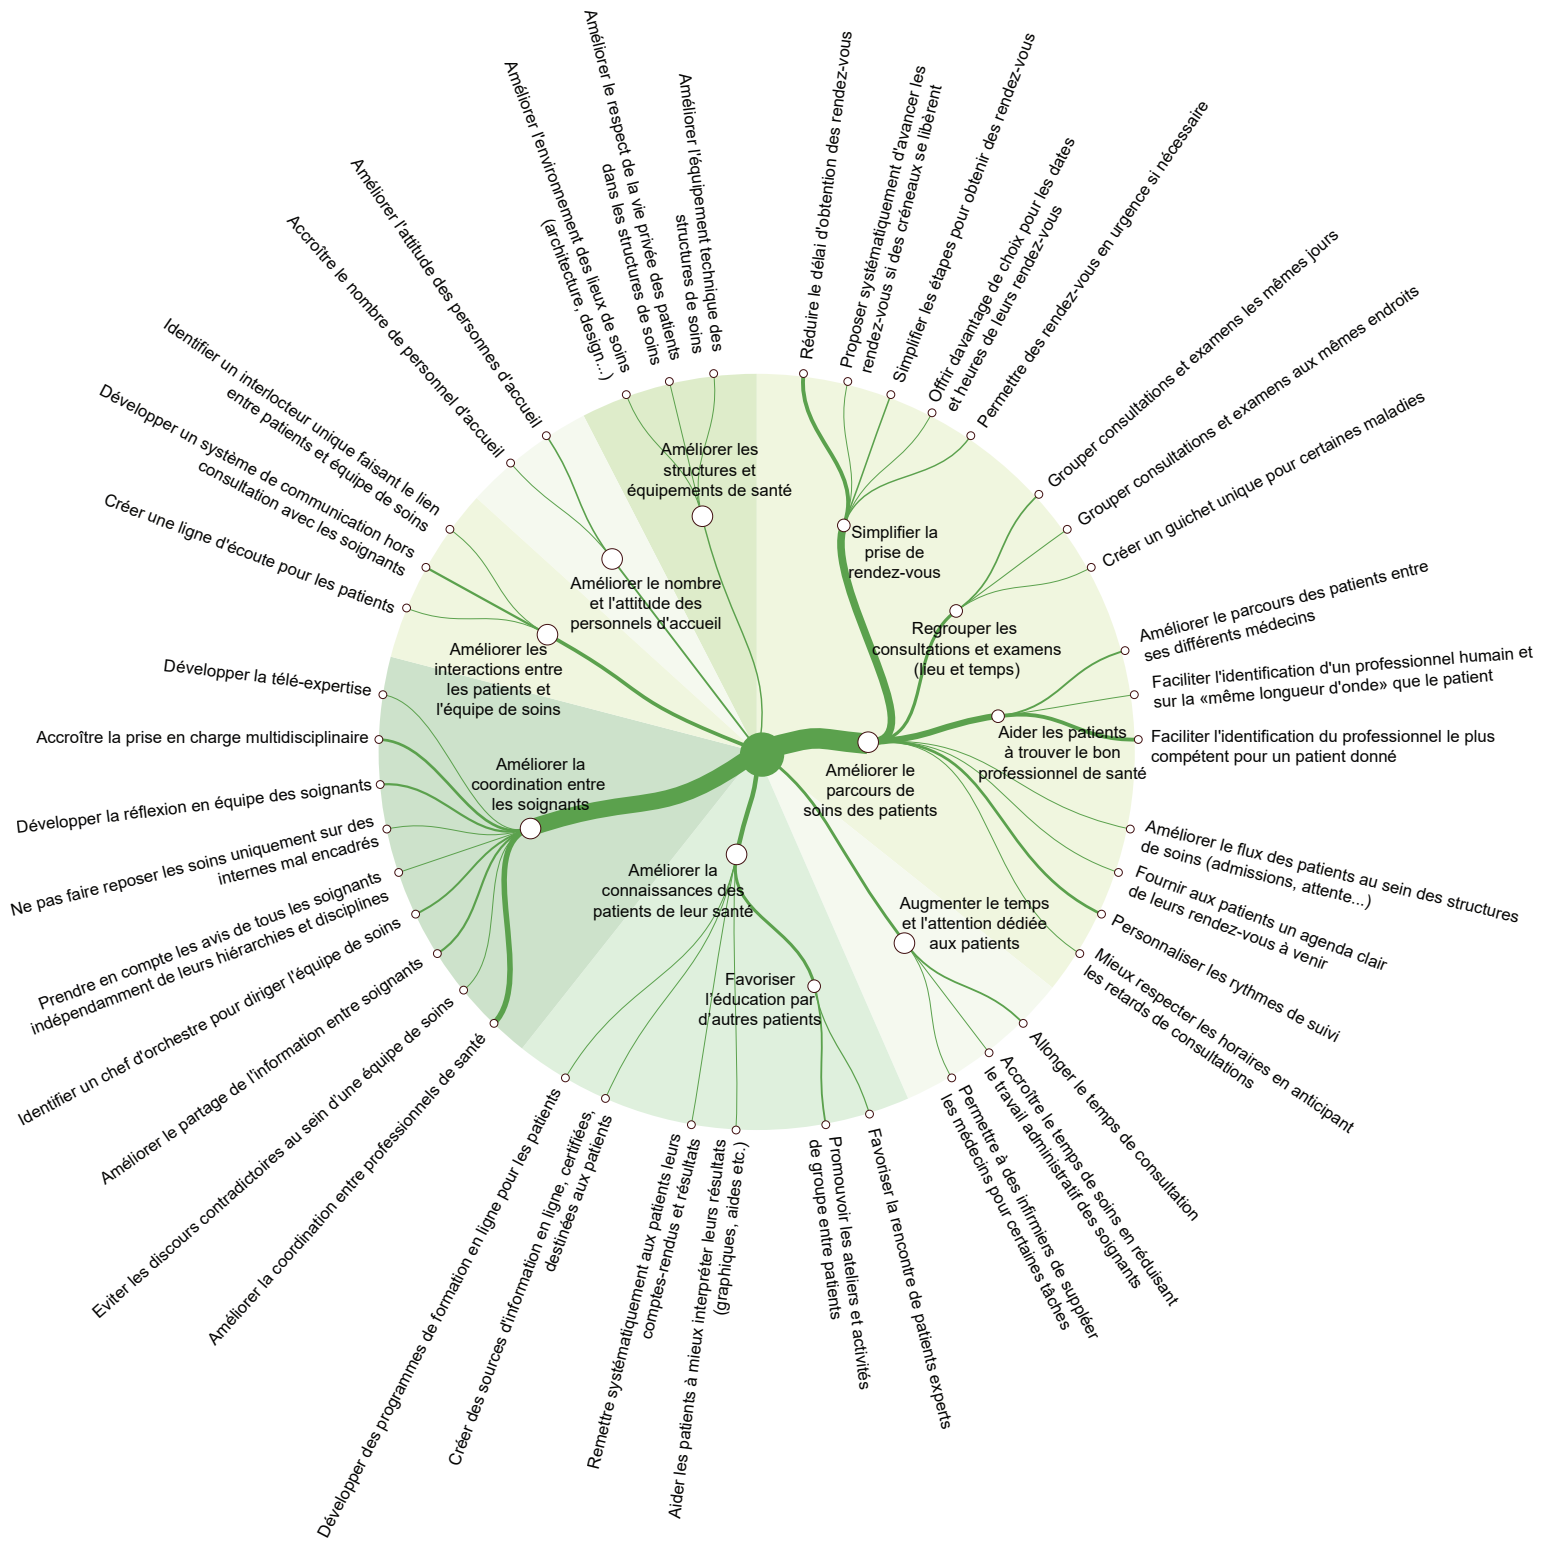 Réduire le délai d'obtention des rendez-vous
Proposer systématiquement d'avancer les
rendez-vous si des créneaux se libèrent
Simplifier les étapes pour obtenir des rendez-vous
Offrir davantage de choix pour les dates
et heures de leurs rendez-vous
Permettre des rendez-vous en urgence si nécessaire
Simplifier la
prise de
rendez-vous
Grouper consultations et examens les mêmes jours
Grouper consultations et examens aux mêmes endroits
Créer un guichet unique pour certaines maladies
Regrouper les
consultations et examens
(lieu et temps)
Améliorer le parcours des patients entre
ses différents médecins
Faciliter l'identification d'un professionnel humain et
sur la «même longueur d'onde» que le patient
Faciliter l'identification du professionnel le plus
compétent pour un patient donné
Aider les patients
à trouver le bon
professionnel de santé
Améliorer le
parcours de
soins des patients
Améliorer le flux des patients au sein des structures
de soins (admissions, attente...)
Fournir aux patients un agenda clair
de leurs rendez-vous à venir
Personnaliser les rythmes de suivi
Mieux respecter les horaires en anticipant
les retards de consultations
Augmenter le temps
et l'attention dédiée
aux patients
Allonger le temps de consultation
Accroître le temps de soins en réduisant
le travail administratif des soignants
Permettre à des infirmiers de suppléer
les médecins pour certaines tâches
Améliorer la
connaissances des
patients de leur santé
Favoriser
l'éducation par
d'autres patients
Favoriser la rencontre de patients experts
Promouvoir les ateliers et activités
de groupe entre patients
Aider les patients à mieux interpréter leurs résultats
(graphiques, aides etc.)
Remettre systématiquement aux patients leurs
comptes-rendus et résultats
Créer des sources d'information en ligne, certifiées,
destinées aux patients
Développer des programmes de formation en ligne pour les patients
Améliorer la
coordination entre
les soignants
Améliorer la coordination entre professionnels de santé
Eviter les discours contradictoires au sein d'une équipe de soins
Améliorer le partage de l'information entre soignants
Identifier un chef d'orchestre pour diriger l'équipe de soins
Prendre en compte les avis de tous les soignants
indépendamment de leurs hiérarchies et disciplines
Ne pas faire reposer les soins uniquement sur des
internes mal encadrés
Développer la réflexion en équipe des soignants
Accroître la prise en charge multidisciplinaire
Développer la télé-expertise
Améliorer les
interactions entre
les patients et
l'équipe de soins
Créer une ligne d'écoute pour les patients
Développer un système de communication hors
consultation avec les soignants
Identifier un interlocteur unique faisant le lien
entre patients et équipe de soins
Améliorer le nombre
et l'attitude des
personnels d'accueil
Accroître le nombre de personnel d'accueil
Améliorer l'attitude des personnes d'accueil
Améliorer les
structures et
équipements de santé
Améliorer l'environnement des lieux de soins
(architecture, design...)
Améliorer le respect de la vie privée des patients
dans les structures de soins
Améliorer l'équipement technique des
structures de soins